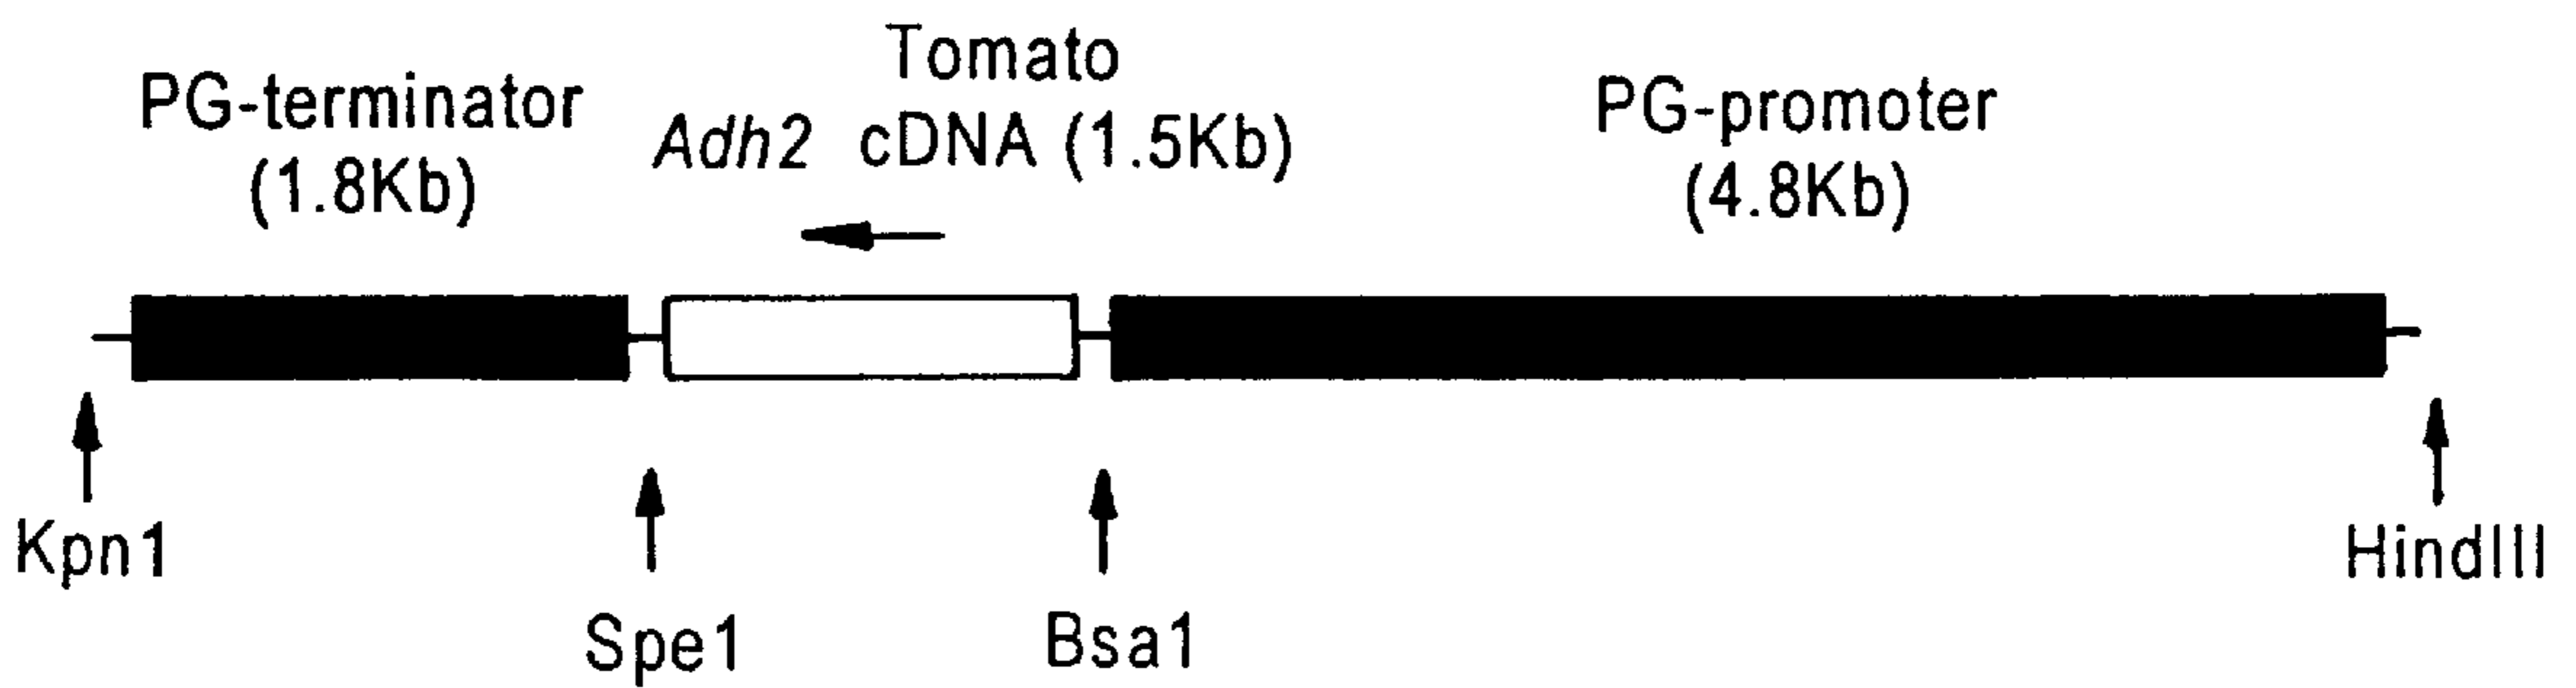 PG-terminator
(1.8Kb)
Tomato
Adh2 cDNA (1.5Kb)
PG-promoter
(4.8Kb)
Kpn1
Spe1
Bsa1
HindIII